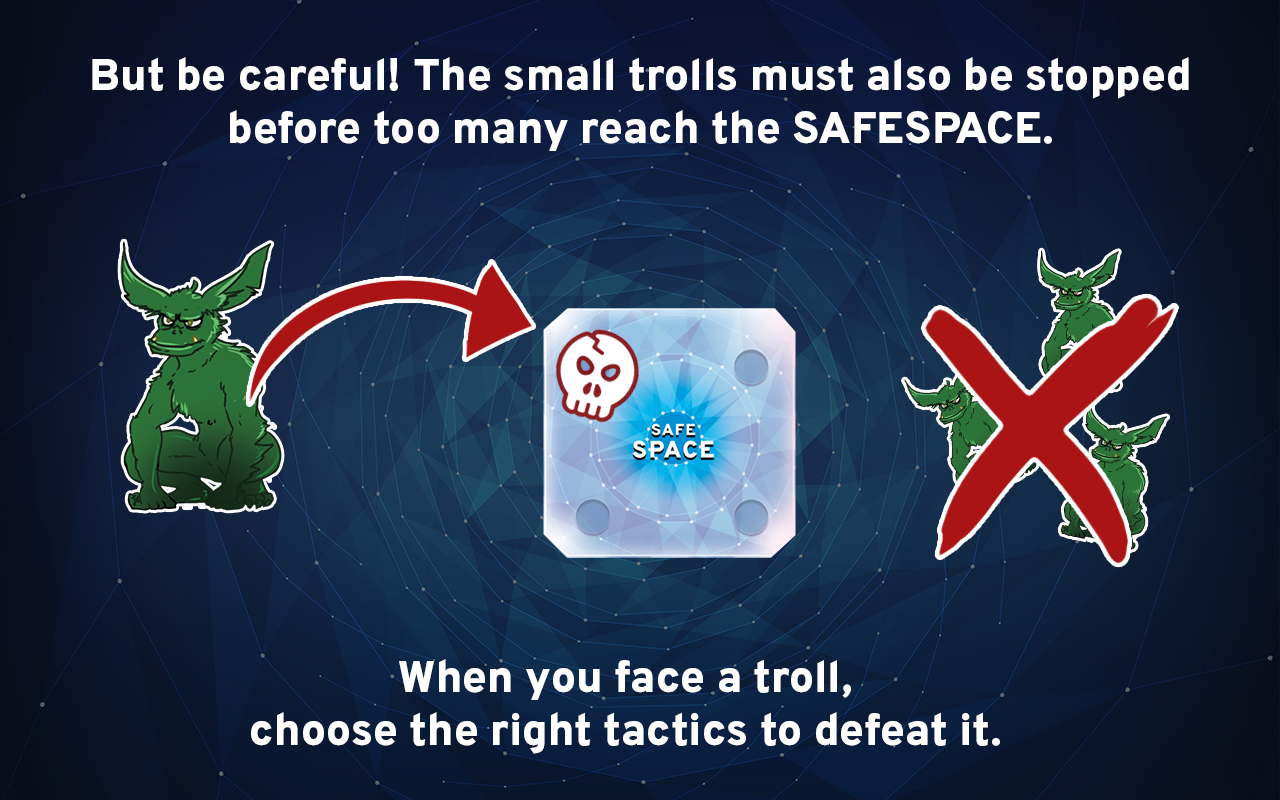 But be careful! The small trolls must also be stopped
before too many reach the SAFESPACE.
SAFE
SPACE
When you face a troll,
choose the right tactics to defeat it.